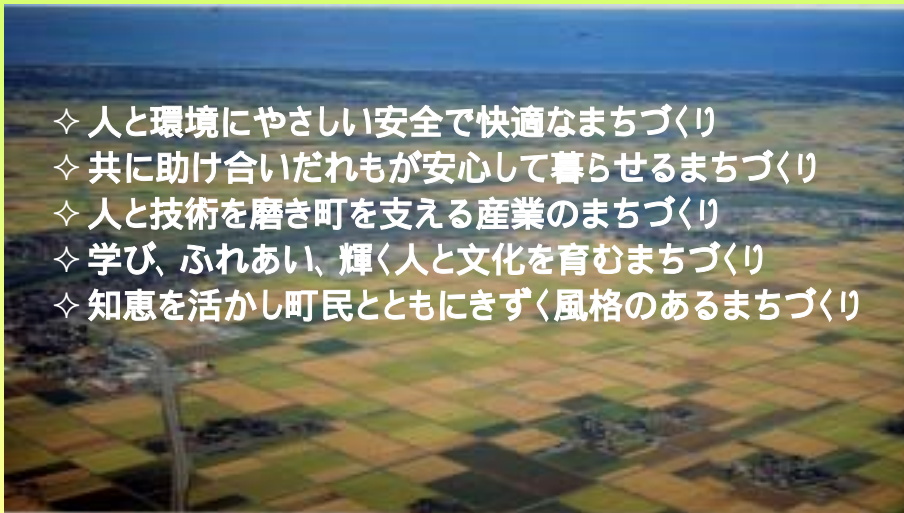 ✧ 人と環境にやさしい安全で快適なまちづくり
✧ 共に助け合いだれもが安心して暮らせるまちづくり
✧ 人と技術を磨き町を支える産業のまちづくり
✧ 学び、ふれあい、輝く人と文化を育むまちづくり
✧ 知恵を活かし町民とともにきずく風格のあるまちづくり